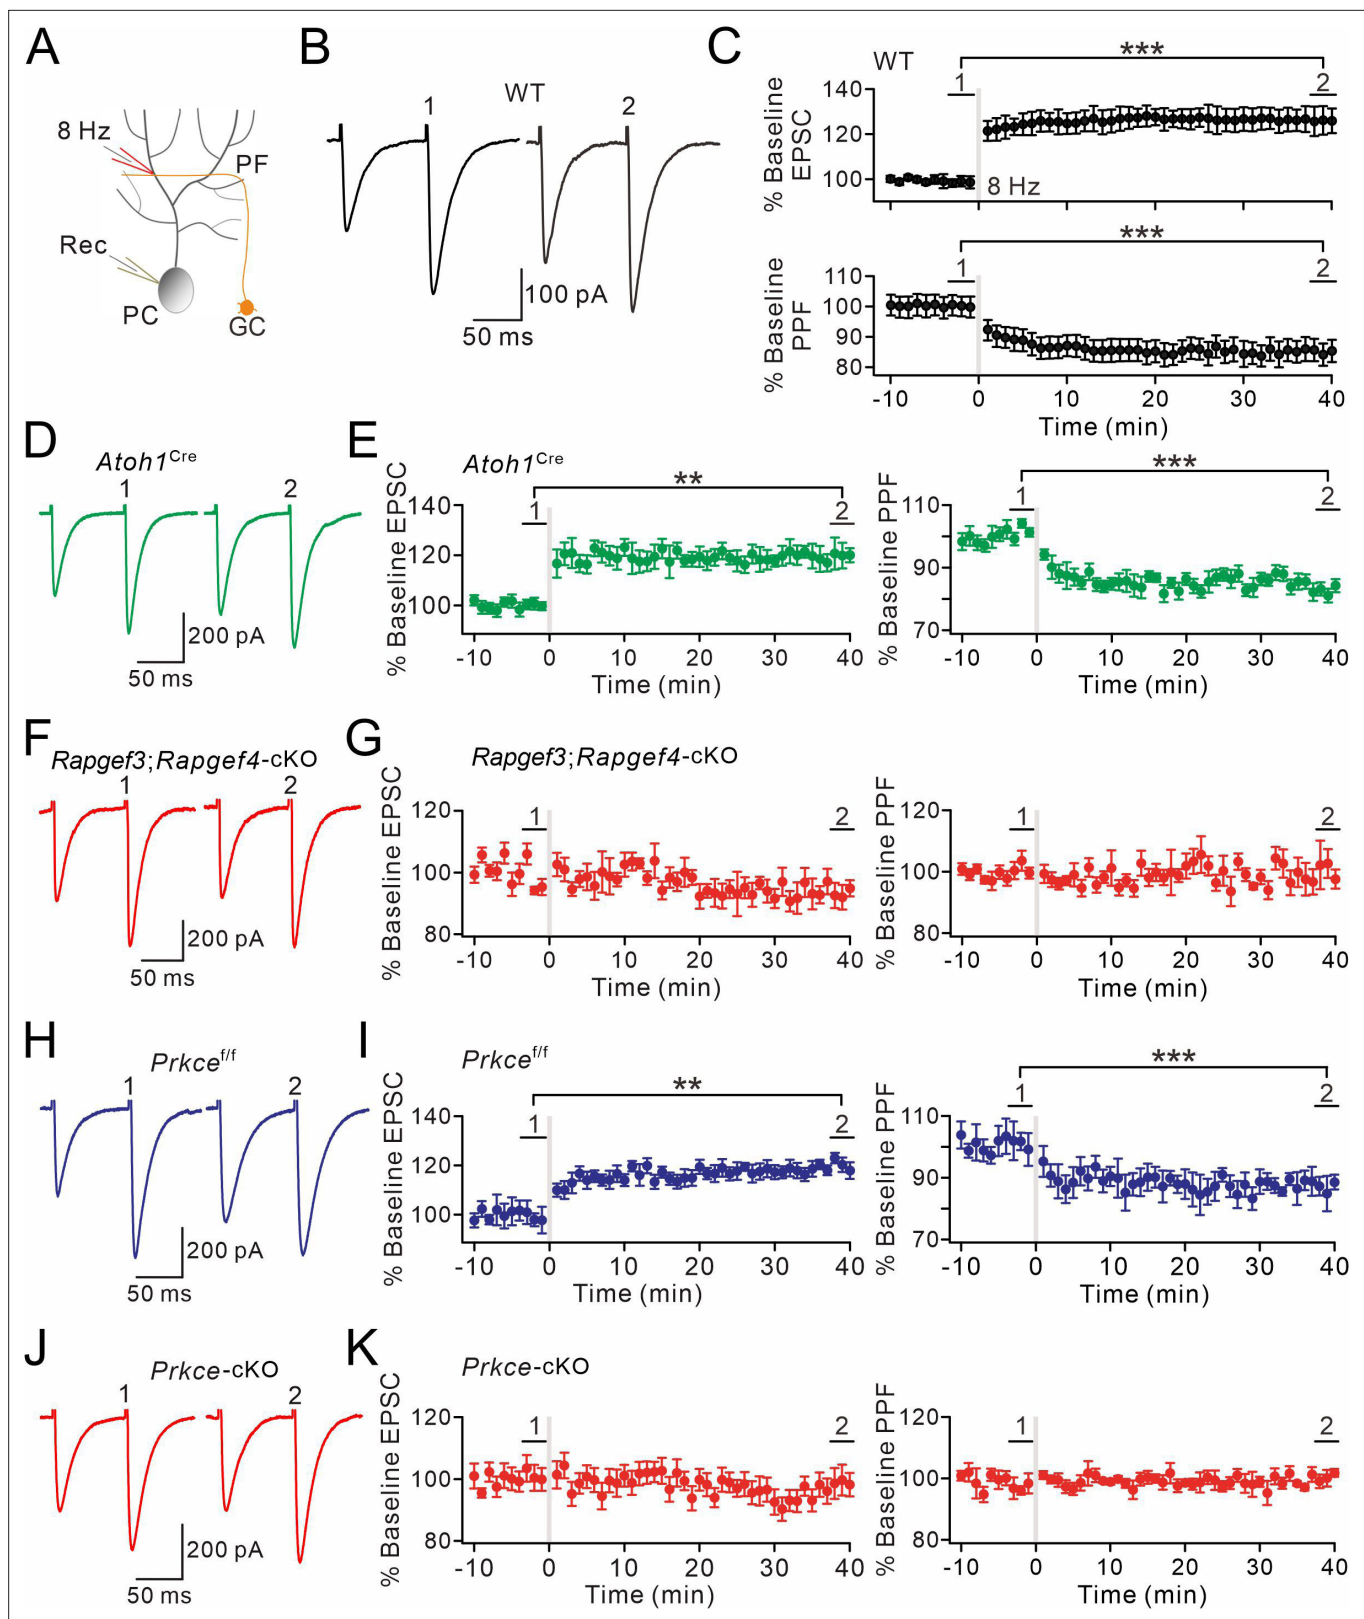 A
8 Hz
PF
Rec
PC
GC
B
1
WT
2
100 pA
50 ms
C
WT
***
1
2
% Baseline
EPSC
140
120
100
8 Hz
***
1
2
% Baseline
PPF
110
100
90
80
-10 0 10 20 30 40
Time (min)
D
Atoh1Cre
1
2
200 pA
50 ms
E
Atoh1Cre
**
1
2
% Baseline EPSC
140
120
100
-10 0 10 20 30 40
Time (min)
***
1
2
% Baseline PPF
110
90
70
-10 0 10 20 30 40
Time (min)
F
Rapgef3;Rapgef4-cKO
1
2
200 pA
50 ms
G
Rapgef3;Rapgef4-cKO
1
2
% Baseline EPSC
120
100
80
-10 0 10 20 30 40
Time (min)
1
2
% Baseline PPF
120
100
80
-10 0 10 20 30 40
Time (min)
H
Prkcef/f
1
2
200 pA
50 ms
I
Prkcef/f
**
1
2
% Baseline EPSC
140
120
100
-10 0 10 20 30 40
Time (min)
***
1
2
% Baseline PPF
110
90
70
-10 0 10 20 30 40
Time (min)
J
Prkce-cKO
1
2
200 pA
50 ms
K
Prkce-cKO
1
2
% Baseline EPSC
120
100
80
-10 0 10 20 30 40
Time (min)
1
2
% Baseline PPF
120
100
80
-10 0 10 20 30 40
Time (min)